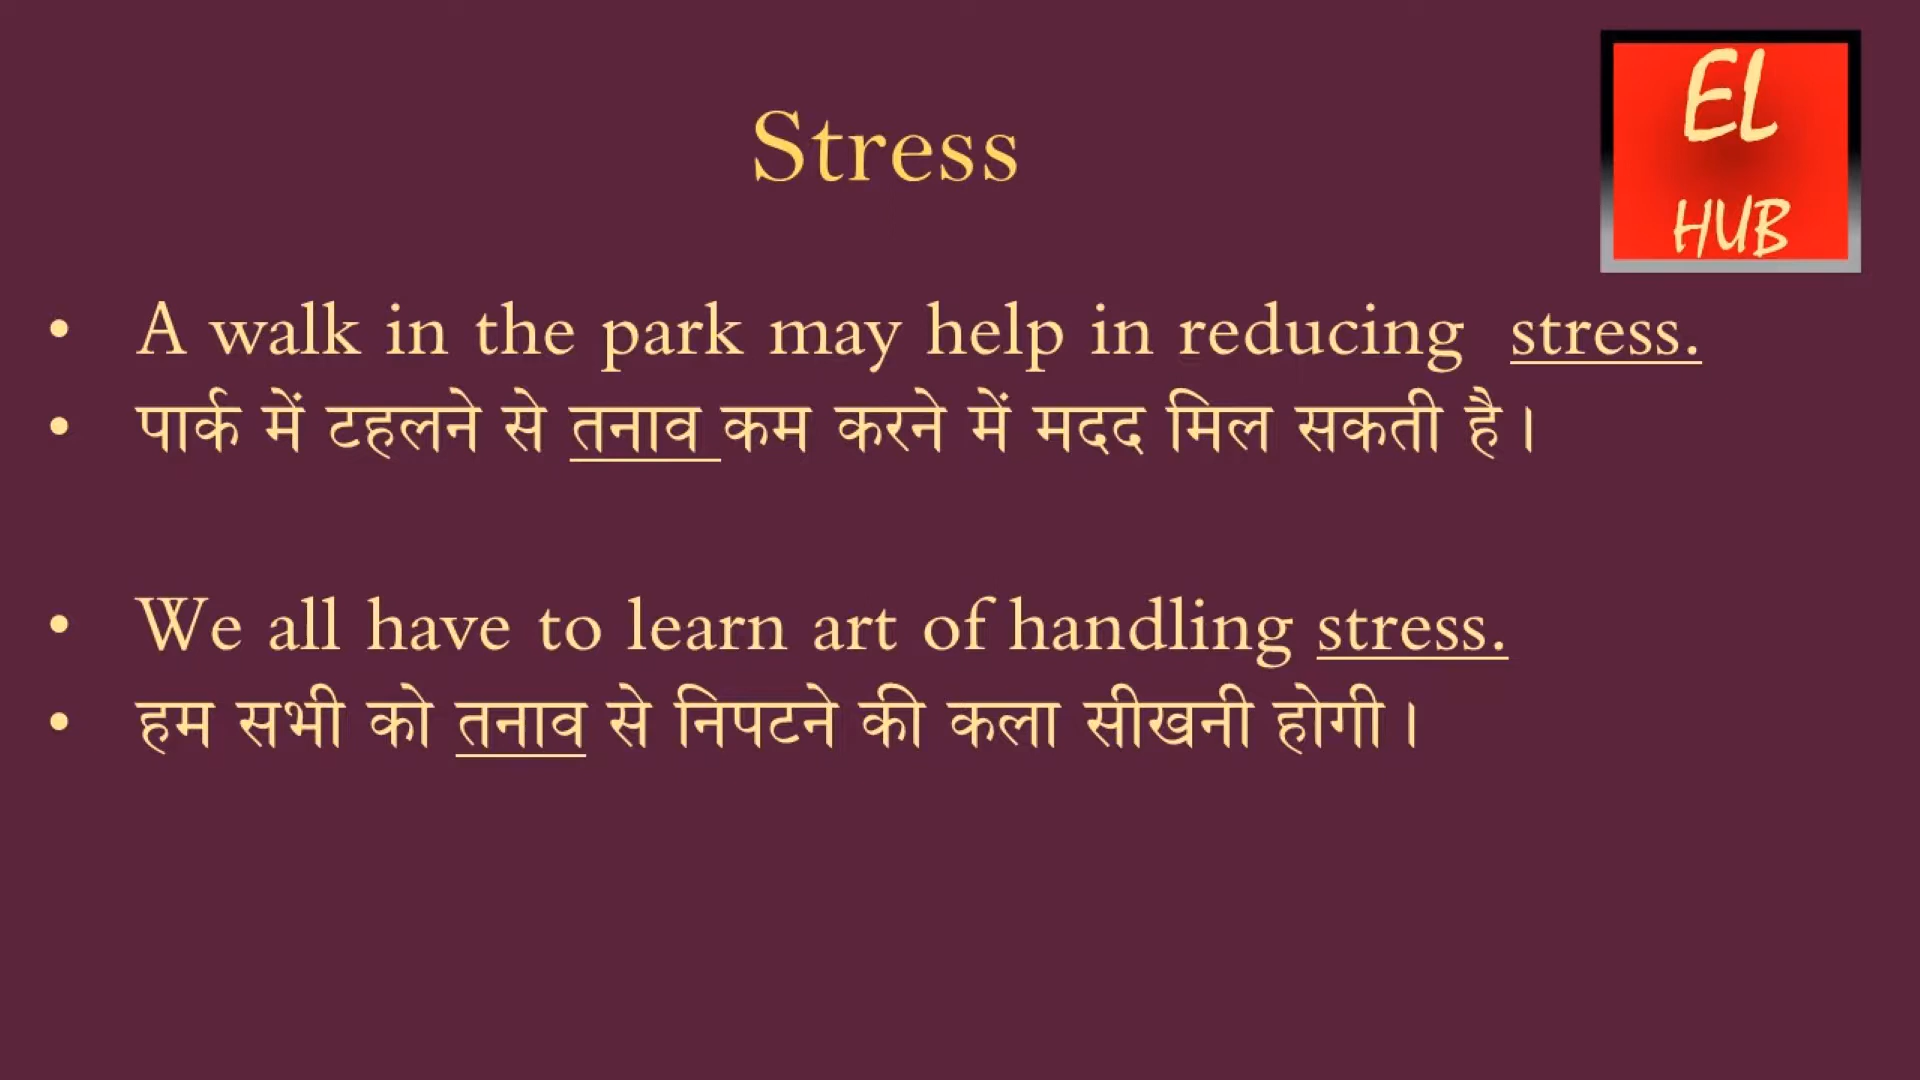 EL
HUB
Stress
• A walk in the park may help in reducing  stress.
• पार्क में टहलने से तनाव कम करने में मदद मिल सकती है।
• We all have to learn art of handling stress.
• हम सभी को तनाव से निपटने की कला सीखनी होगी।